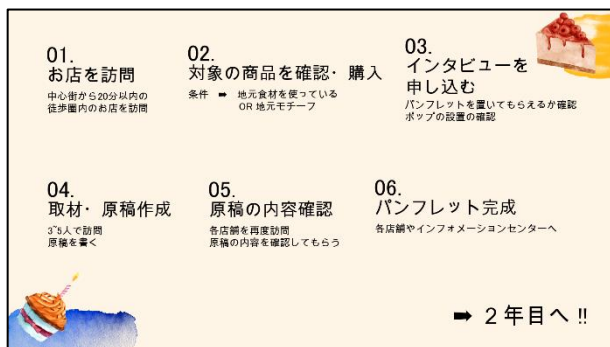 01.
お店を訪問
中心街から20分以内の
徒歩圏内のお店を訪問
02.
対象の商品を確認・購入
条件 ➡ 地元食材を使っている
OR 地元モチーフ
03.
インタビューを
申し込む
パンフレットを置いてもらえるか確認
ポップの設置の確認
04.
取材・原稿作成
3~5人で訪問
原稿を書く
05.
原稿の内容確認
各店舗を再度訪問
原稿の内容を確認してもらう
06.
パンフレット完成
各店舗やインフォメーションセンターへ
➡ 2年目へ!!